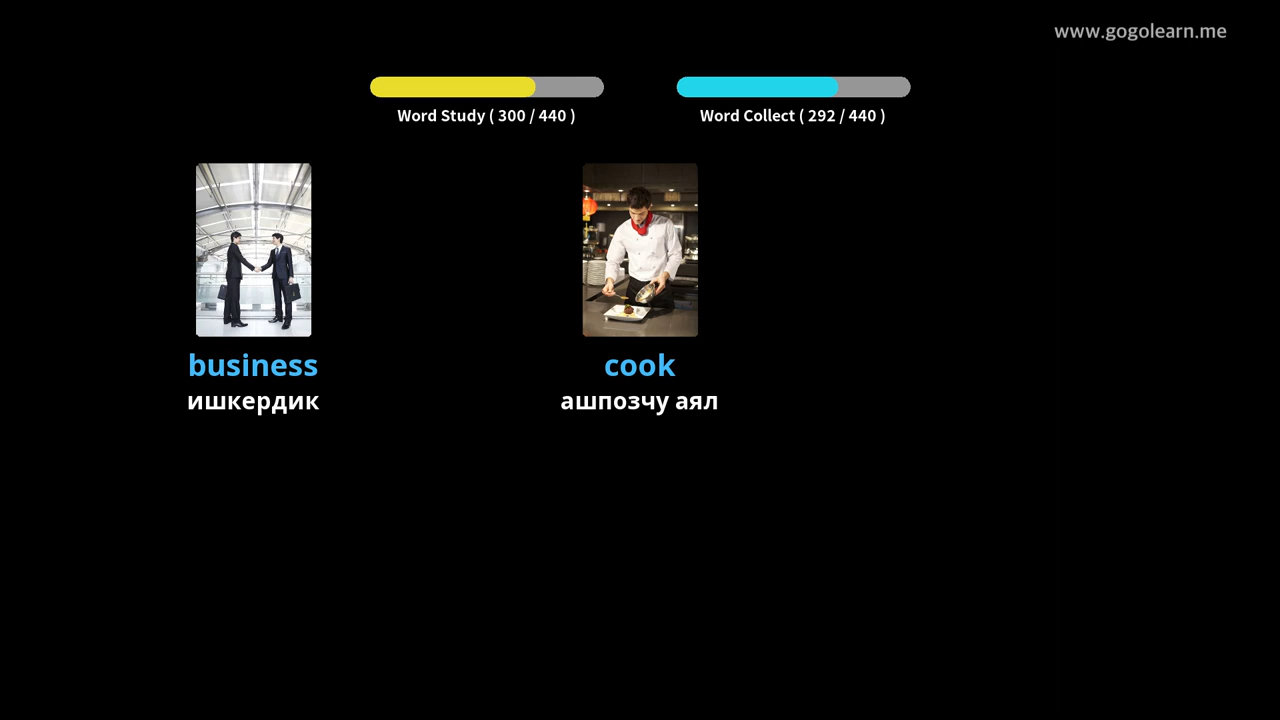 www.gogolearn.me
Word Study ( 300 / 440 )
Word Collect ( 292 / 440 )
business
ишкердик
cook
ашпозчу аял